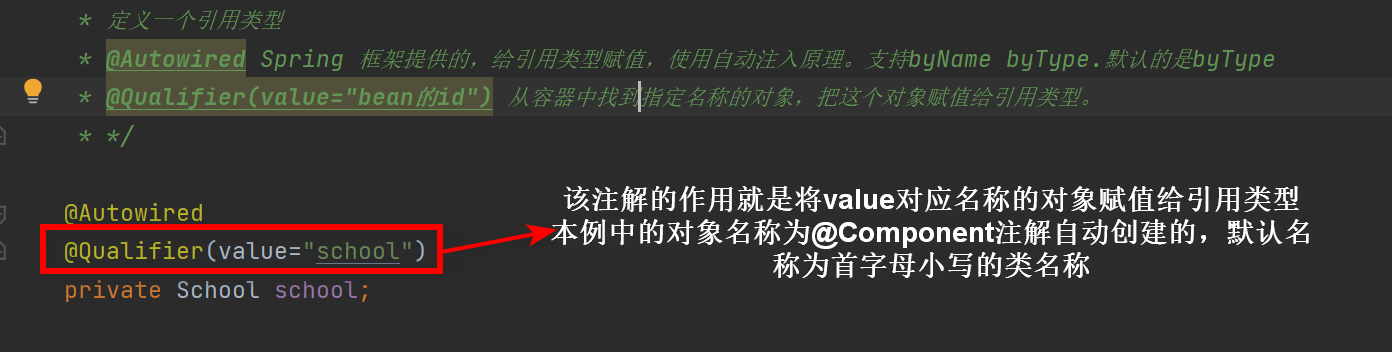 * 定义一个引用类型
* @Autowired Spring 框架提供的，给引用类型赋值，使用自动注入原理。支持byName byType.默认的是byType
* @Qualifier(value="bean的id") 从容器中找到指定名称的对象，把这个对象赋值给引用类型。
* */
@Autowired
@Qualifier(value="school")
private School school;
该注解的作用就是将value对应名称的对象赋值给引用类型
本例中的对象名称为@Component注解自动创建的，默认名
称为首字母小写的类名称